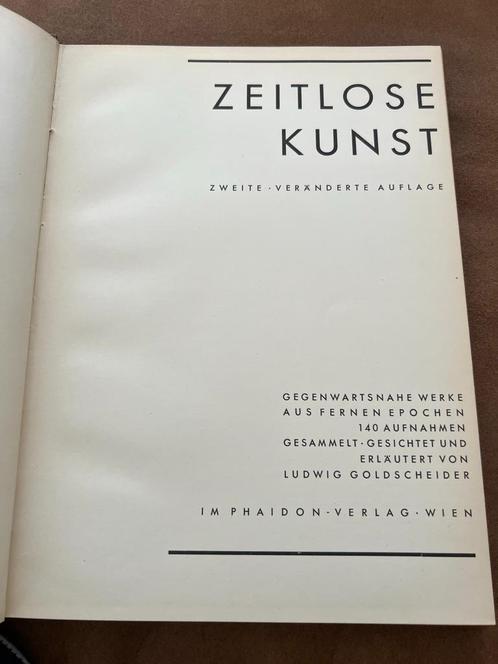 ZEITLOSE
KUNST
ZWEITE · VERÄNDERTE AUFLAGE
GEGENWARTSNAHE WERKE
AUS FERNEN EPOCHEN
140 AUFNAHMEN
GESAMMELT · GESICHTET UND
ERLÄUTERT VON
LUDWIG GOLDSCHEIDER
IM PHAIDON - VERLAG · WIEN